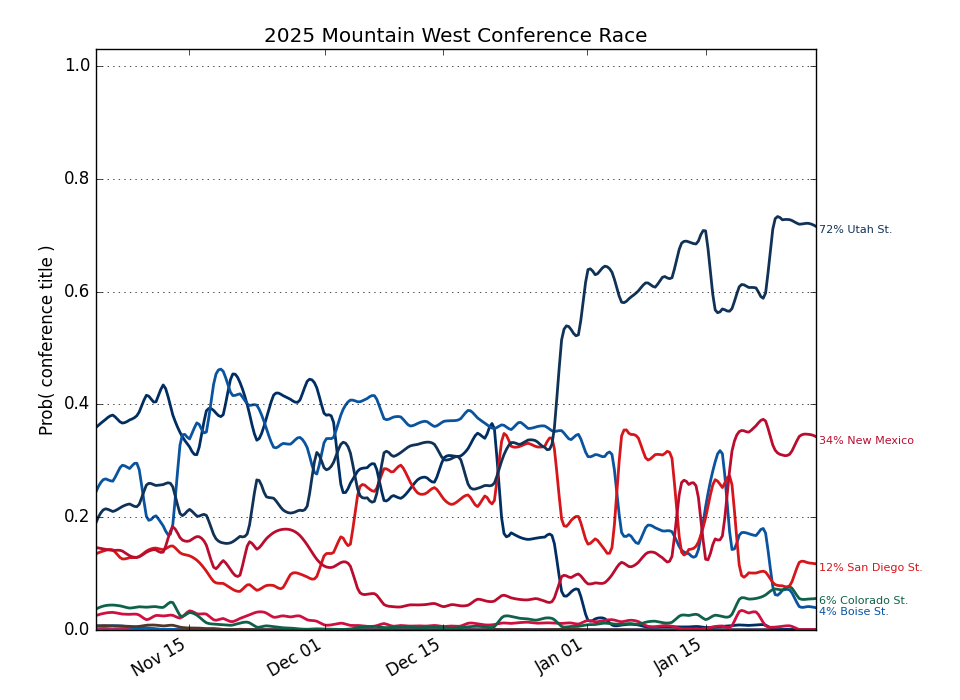 2025 Mountain West Conference Race
Prob( conference title )
1.0
0.8
0.6
0.4
0.2
0.0
72% Utah St.
34% New Mexico
12% San Diego St.
6% Colorado St.
4% Boise St.
Nov 15
Dec 01
Dec 15
Jan 01
Jan 15